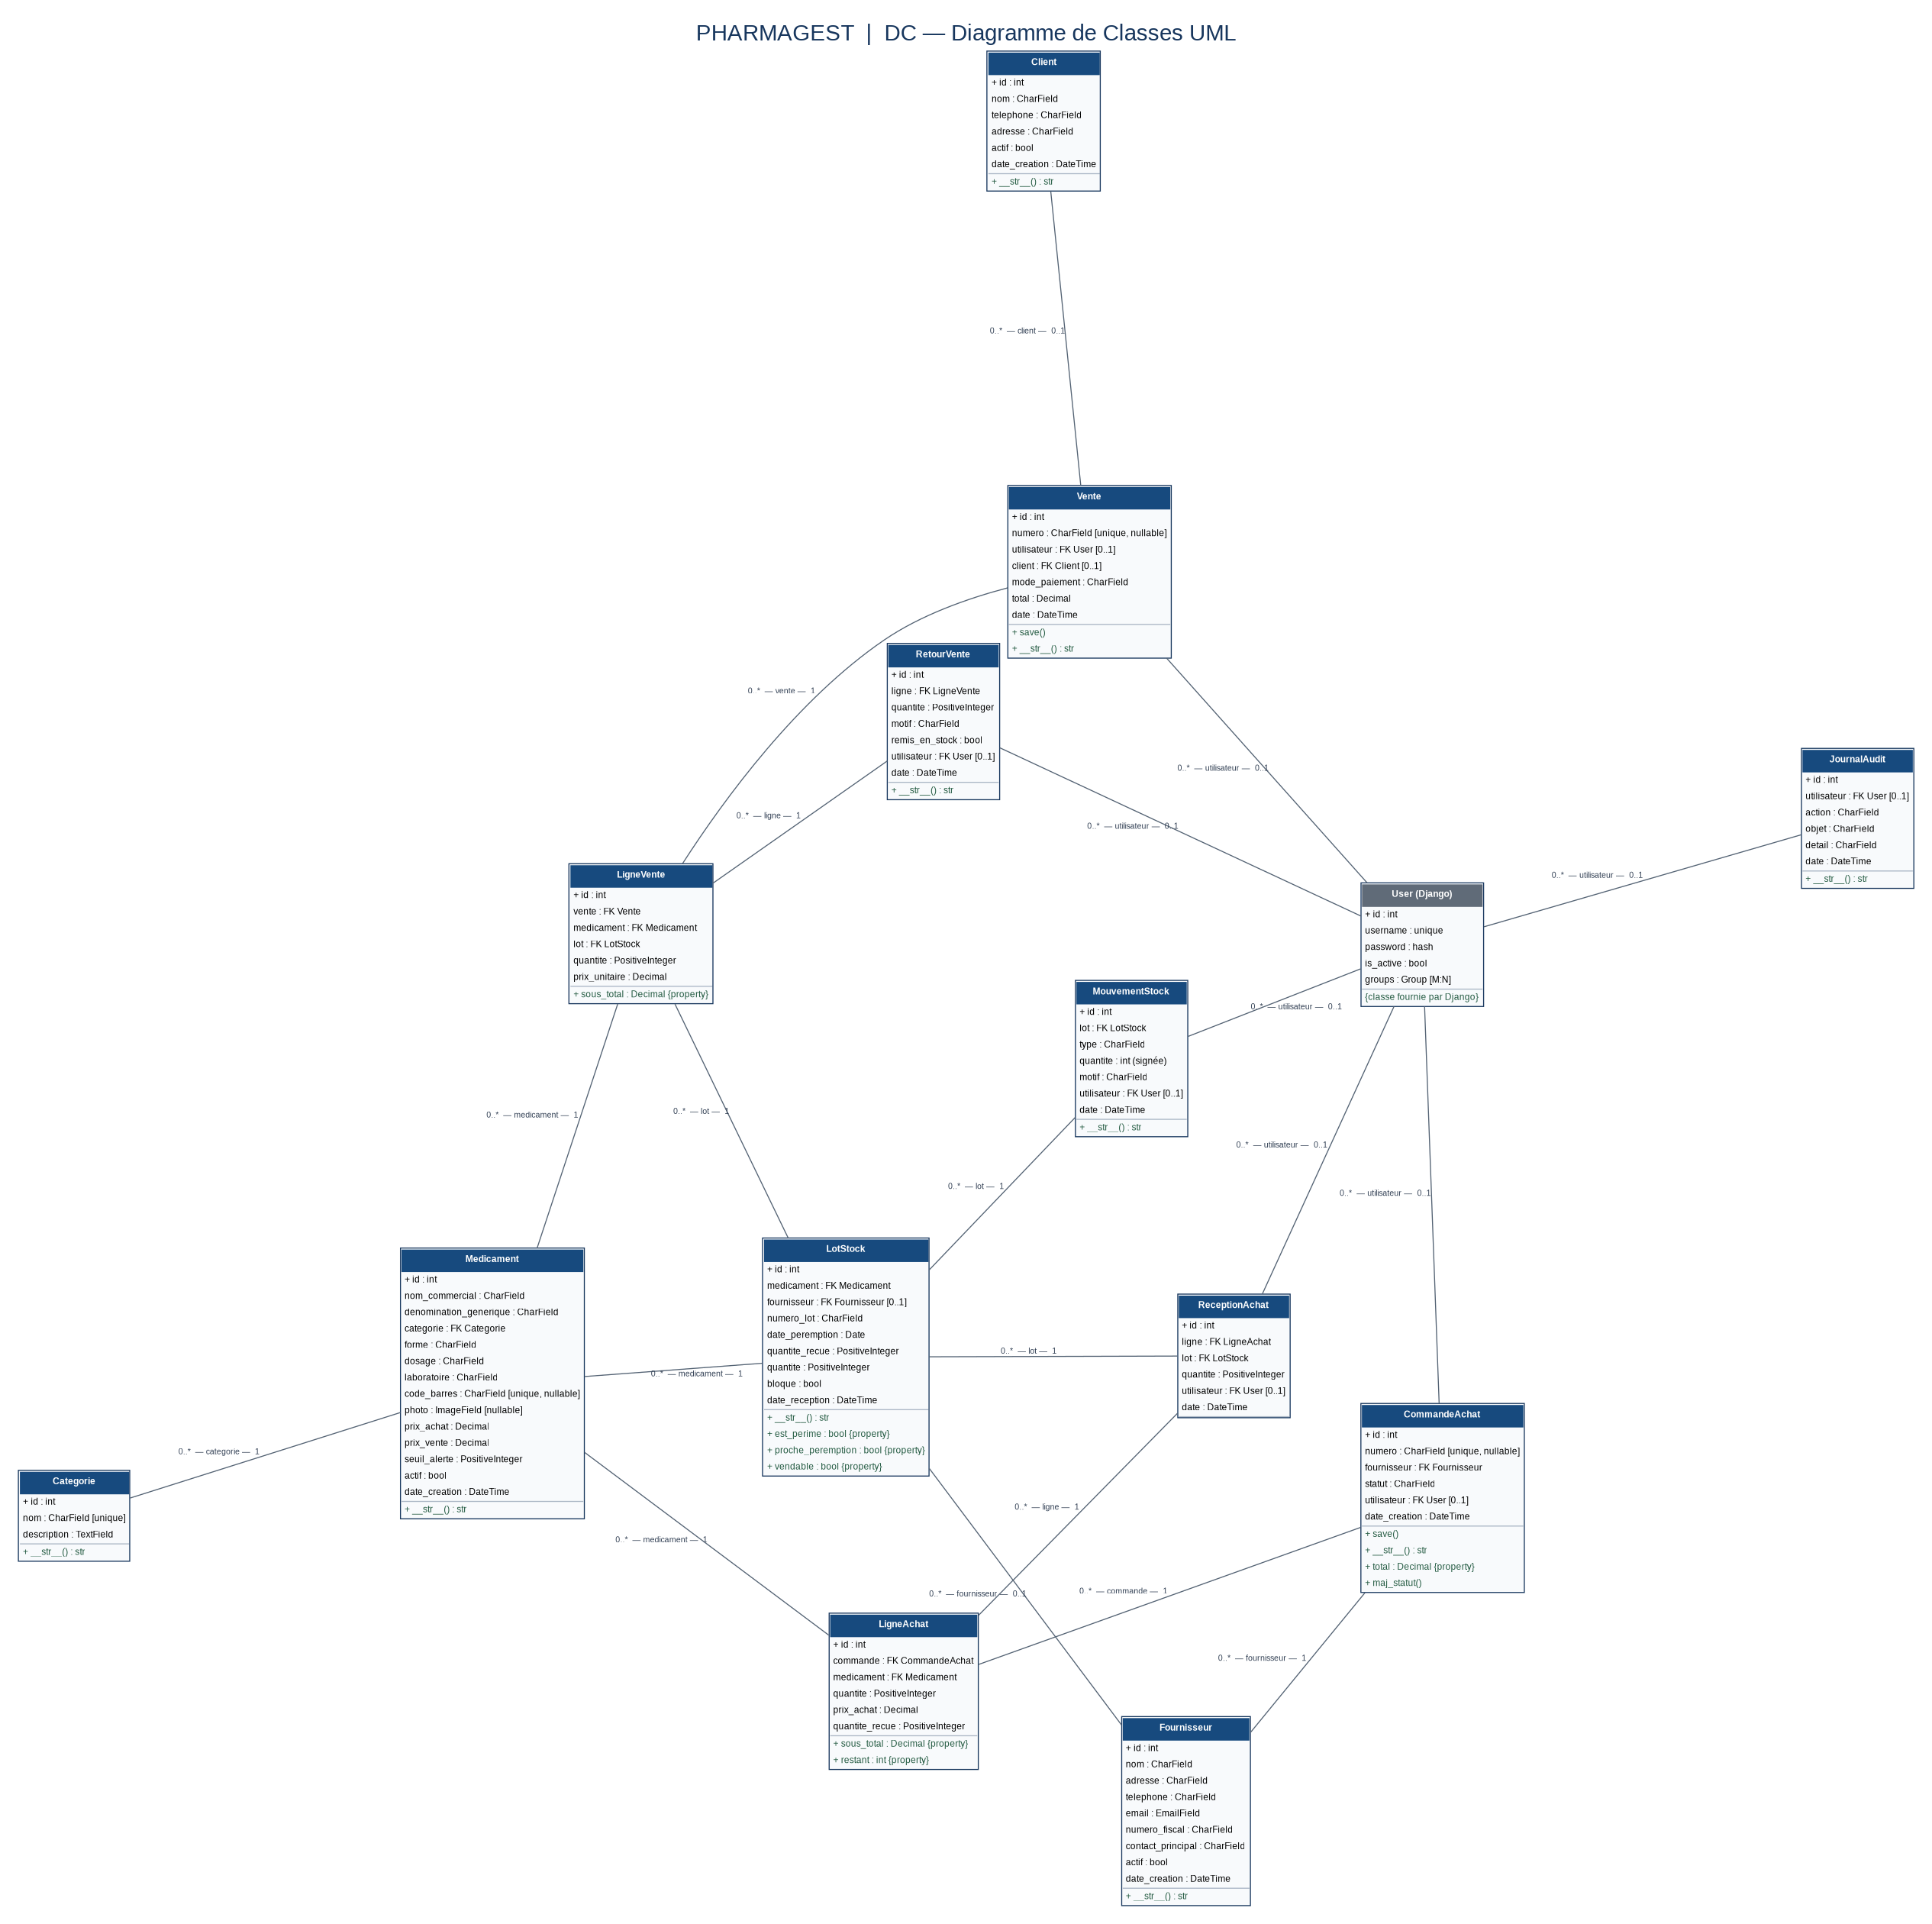 PHARMAGEST | DC — Diagramme de Classes UML
Client
+ id : int
nom : CharField
telephone : CharField
adresse : CharField
actif : bool
date_creation : DateTime
+ __str__() : str
0..* — client — 0..1
Vente
+ id : int
numero : CharField [unique, nullable]
utilisateur : FK User [0..1]
client : FK Client [0..1]
mode_paiement : CharField
total : Decimal
date : DateTime
+ save()
+ __str__() : str
RetourVente
+ id : int
ligne : FK LigneVente
quantite : PositiveInteger
motif : CharField
remis_en_stock : bool
utilisateur : FK User [0..1]
date : DateTime
+ __str__() : str
0..* — vente — 1
0..* — utilisateur — 0..1
0..* — ligne — 1
0..* — utilisateur — 0..1
JournalAudit
+ id : int
utilisateur : FK User [0..1]
action : CharField
objet : CharField
detail : CharField
date : DateTime
+ __str__() : str
0..* — utilisateur — 0..1
LigneVente
+ id : int
vente : FK Vente
medicament : FK Medicament
lot : FK LotStock
quantite : PositiveInteger
prix_unitaire : Decimal
+ sous_total : Decimal {property}
User (Django)
+ id : int
username : unique
password : hash
is_active : bool
groups : Group [M:N]
{classe fournie par Django}
MouvementStock
+ id : int
lot : FK LotStock
type : CharField
quantite : int (signée)
motif : CharField
utilisateur : FK User [0..1]
date : DateTime
+ __str__() : str
0..* — utilisateur — 0..1
0..* — medicament — 1
0..* — lot — 1
0..* — utilisateur — 0..1
0..* — lot — 1
0..* — utilisateur — 0..1
Medicament
+ id : int
nom_commercial : CharField
denomination_generique : CharField
categorie : FK Categorie
forme : CharField
dosage : CharField
laboratoire : CharField
code_barres : CharField [unique, nullable]
photo : ImageField [nullable]
prix_achat : Decimal
prix_vente : Decimal
seuil_alerte : PositiveInteger
actif : bool
date_creation : DateTime
+ __str__() : str
LotStock
+ id : int
medicament : FK Medicament
fournisseur : FK Fournisseur [0..1]
numero_lot : CharField
date_peremption : Date
quantite_recue : PositiveInteger
quantite : PositiveInteger
bloque : bool
date_reception : DateTime
+ __str__() : str
+ est_perime : bool {property}
+ proche_peremption : bool {property}
+ vendable : bool {property}
ReceptionAchat
+ id : int
ligne : FK LigneAchat
lot : FK LotStock
quantite : PositiveInteger
utilisateur : FK User [0..1]
date : DateTime
0..* — lot — 1
0..* — medicament — 1
CommandeAchat
+ id : int
numero : CharField [unique, nullable]
fournisseur : FK Fournisseur
statut : CharField
utilisateur : FK User [0..1]
date_creation : DateTime
+ save()
+ __str__() : str
+ total : Decimal {property}
+ maj_statut()
0..* — categorie — 1
Categorie
+ id : int
nom : CharField [unique]
description : TextField
+ __str__() : str
0..* — ligne — 1
0..* — medicament — 1
0..* — fournisseur — 0..1
0..* — commande — 1
LigneAchat
+ id : int
commande : FK CommandeAchat
medicament : FK Medicament
quantite : PositiveInteger
prix_achat : Decimal
quantite_recue : PositiveInteger
+ sous_total : Decimal {property}
+ restant : int {property}
0..* — fournisseur — 1
Fournisseur
+ id : int
nom : CharField
adresse : CharField
telephone : CharField
email : EmailField
numero_fiscal : CharField
contact_principal : CharField
actif : bool
date_creation : DateTime
+ __str__() : str